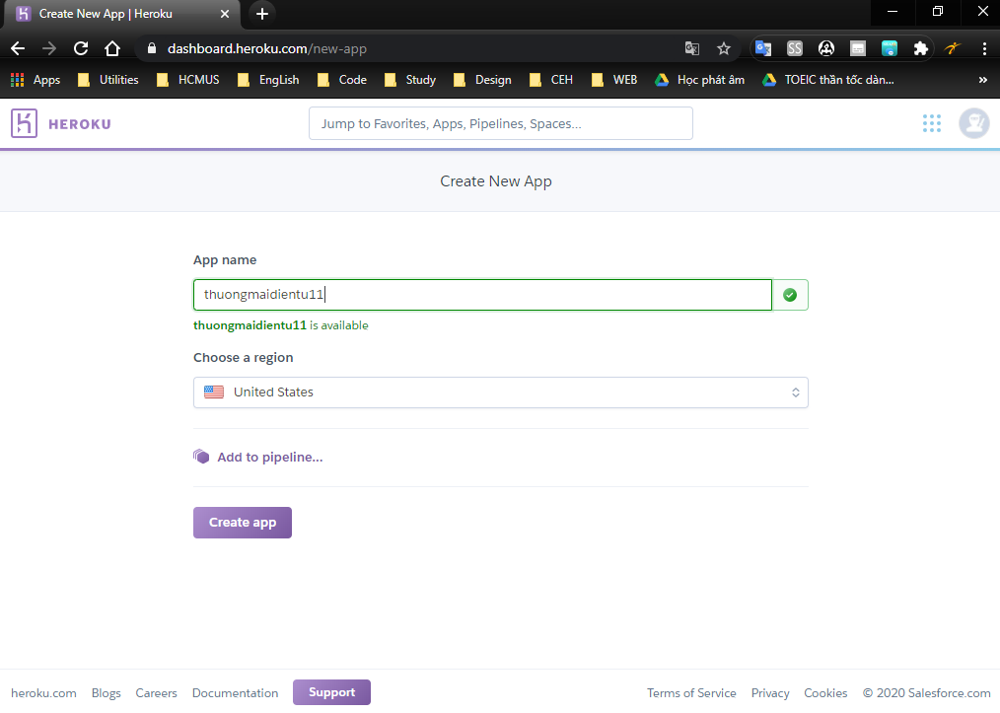 Create New App | Heroku
dashboard.heroku.com/new-app
SS
Apps Utilities HCMUS EngLish Code Study Design CEH WEB Học phát âm TOEIC thần tốc dàn... »
HEROKU
Jump to Favorites, Apps, Pipelines, Spaces...
Create New App
App name
thuongmaidientu11
thuongmaidientu11 is available
Choose a region
United States
Add to pipeline...
Create app
heroku.com Blogs Careers Documentation Support Terms of Service Privacy Cookies © 2020 Salesforce.com